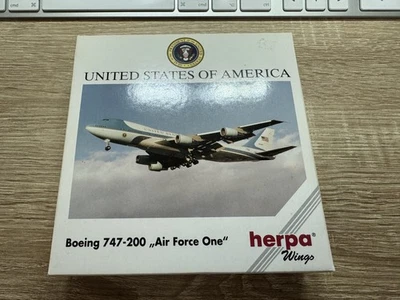 UNITED STATES OF AMERICA
Boeing 747-200 „Air Force One“
herpa®
Wings